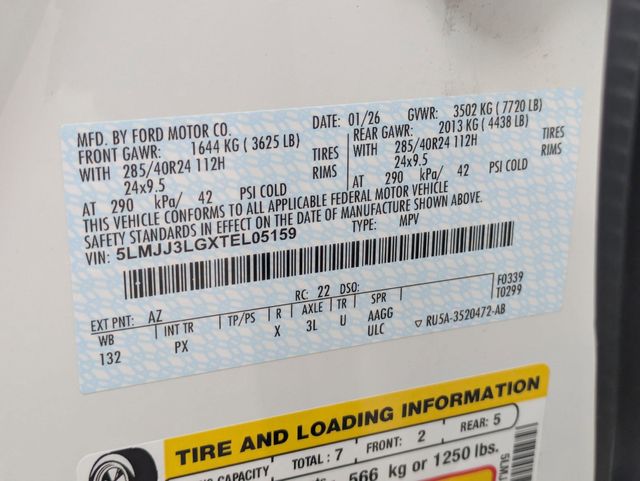 MFD. BY FORD MOTOR CO. DATE: 01/26 GVWR: 3502 KG ( 7720 LB)
FRONT GAWR: 1644 KG ( 3625 LB) REAR GAWR: 2013 KG ( 4438 LB)
WITH 285/40R24 112H TIRES WITH 285/40R24 112H TIRES
24x9.5 RIMS 24x9.5 RIMS
AT 290 kPa/ 42 PSI COLD AT 290 kPa/ 42 PSI COLD
THIS VEHICLE CONFORMS TO ALL APPLICABLE FEDERAL MOTOR VEHICLE
SAFETY STANDARDS IN EFFECT ON THE DATE OF MANUFACTURE SHOWN ABOVE.
VIN: 5LMJJ3LGXTEL05159 TYPE: MPV
F0339
T0299
EXT PNT: AZ RC: 22 DSO:
WB INT TR TP/PS R AXLE TR SPR
132 PX X 3L U AAGG
ULC
RU5A-3520472-AB
TIRE AND LOADING INFORMATION
CAPACITY TOTAL : 7 FRONT: 2 REAR: 5
566 kg or 1250 lbs.
5LMJ